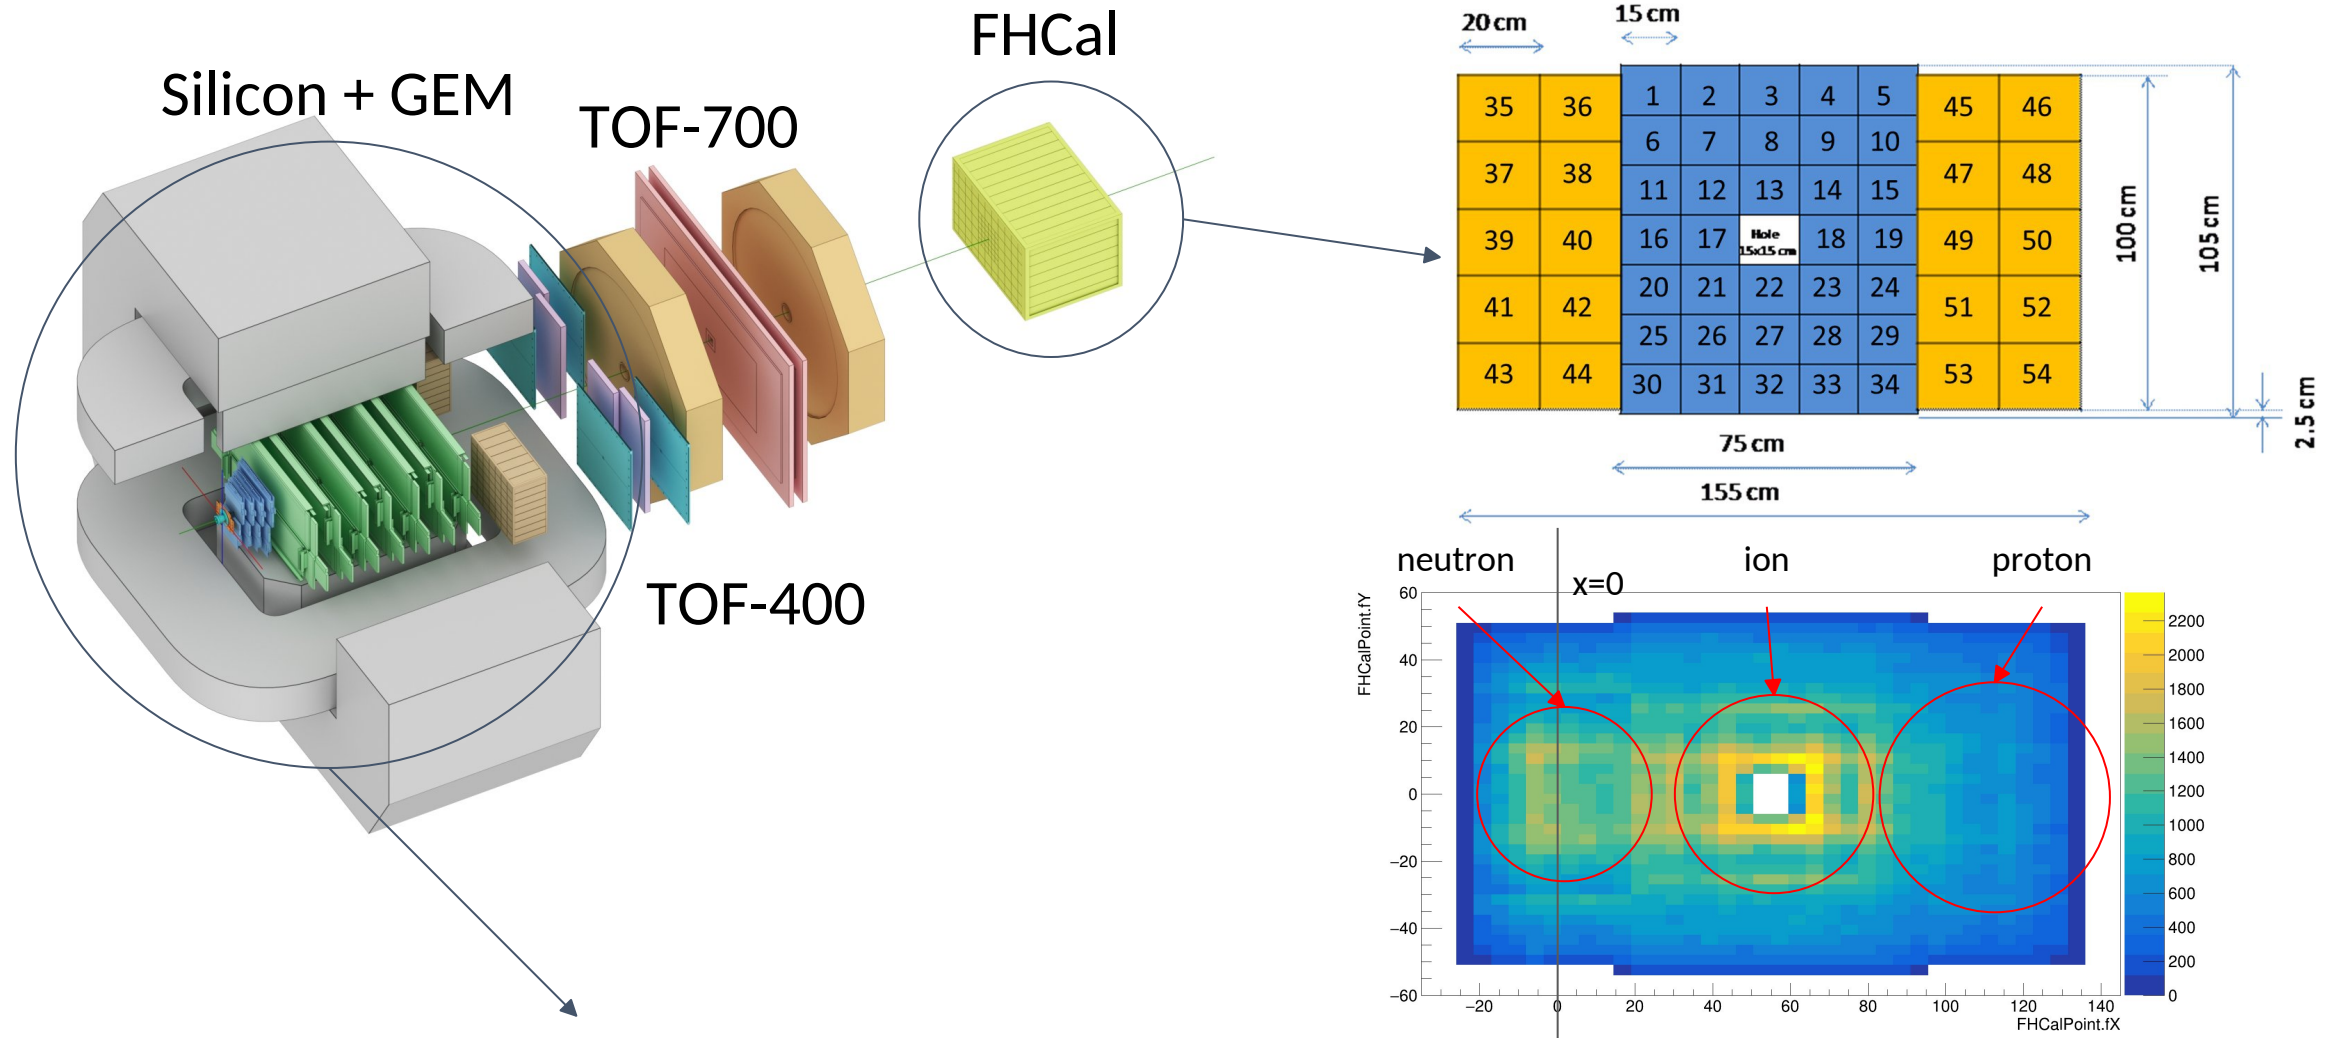 FHCal
Silicon + GEM
TOF-700
TOF-400
20 cm
15 cm
35 36 1 2 3 4 5 45 46
6 7 8 9 10
37 38 11 12 13 14 15 47 48
39 40 16 17 Hole 18 19 49 50
15x15 cm
20 21 22 23 24
41 42 25 26 27 28 29 51 52
43 44 30 31 32 33 34 53 54
100 cm
105 cm
2.5 cm
75 cm
155 cm
neutron
x=0
ion
proton
FHCalPoint.fY
60
40
20
0
−20
−40
−60
−20 0 20 40 60 80 100 120 140
FHCalPoint.fX
2200
2000
1800
1600
1400
1200
1000
800
600
400
200
0